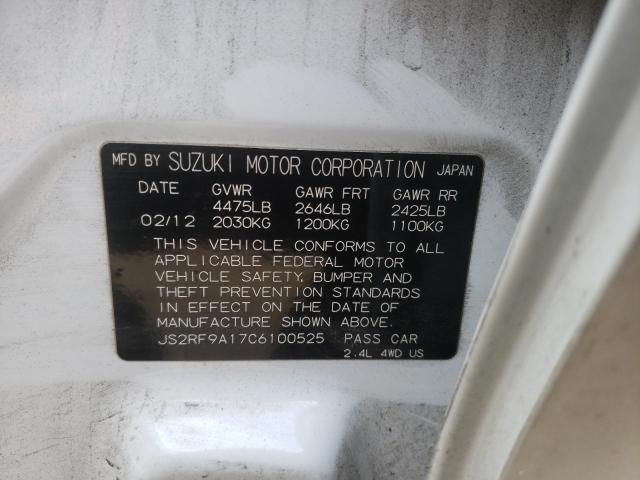 MFD BY SUZUKI MOTOR CORPORATION JAPAN
DATE GVWR GAWR FRT GAWR RR
4475LB 2646LB 2425LB
02/12 2030KG 1200KG 1100KG
THIS VEHICLE CONFORMS TO ALL
APPLICABLE FEDERAL MOTOR
VEHICLE SAFETY, BUMPER AND
THEFT PREVENTION STANDARDS
IN EFFECT ON THE DATE OF
MANUFACTURE SHOWN ABOVE.
JS2RF9A17C6100525 PASS CAR
2.4L 4WD US